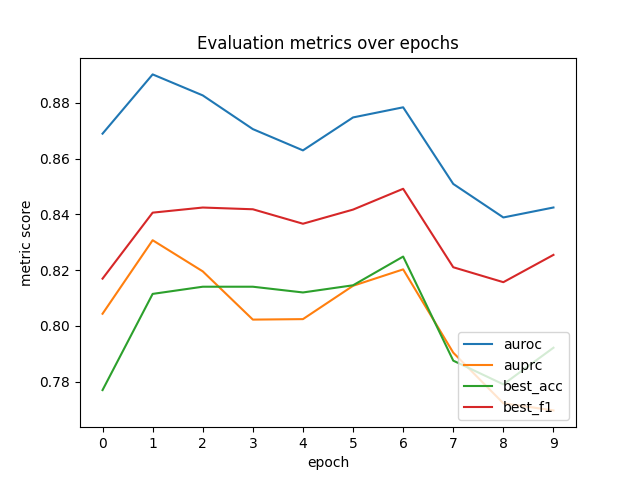 Evaluation metrics over epochs
metric score
0.88
0.86
0.84
0.82
0.80
0.78
auroc
auprc
best_acc
best_f1
0 1 2 3 4 5 6 7 8 9
epoch